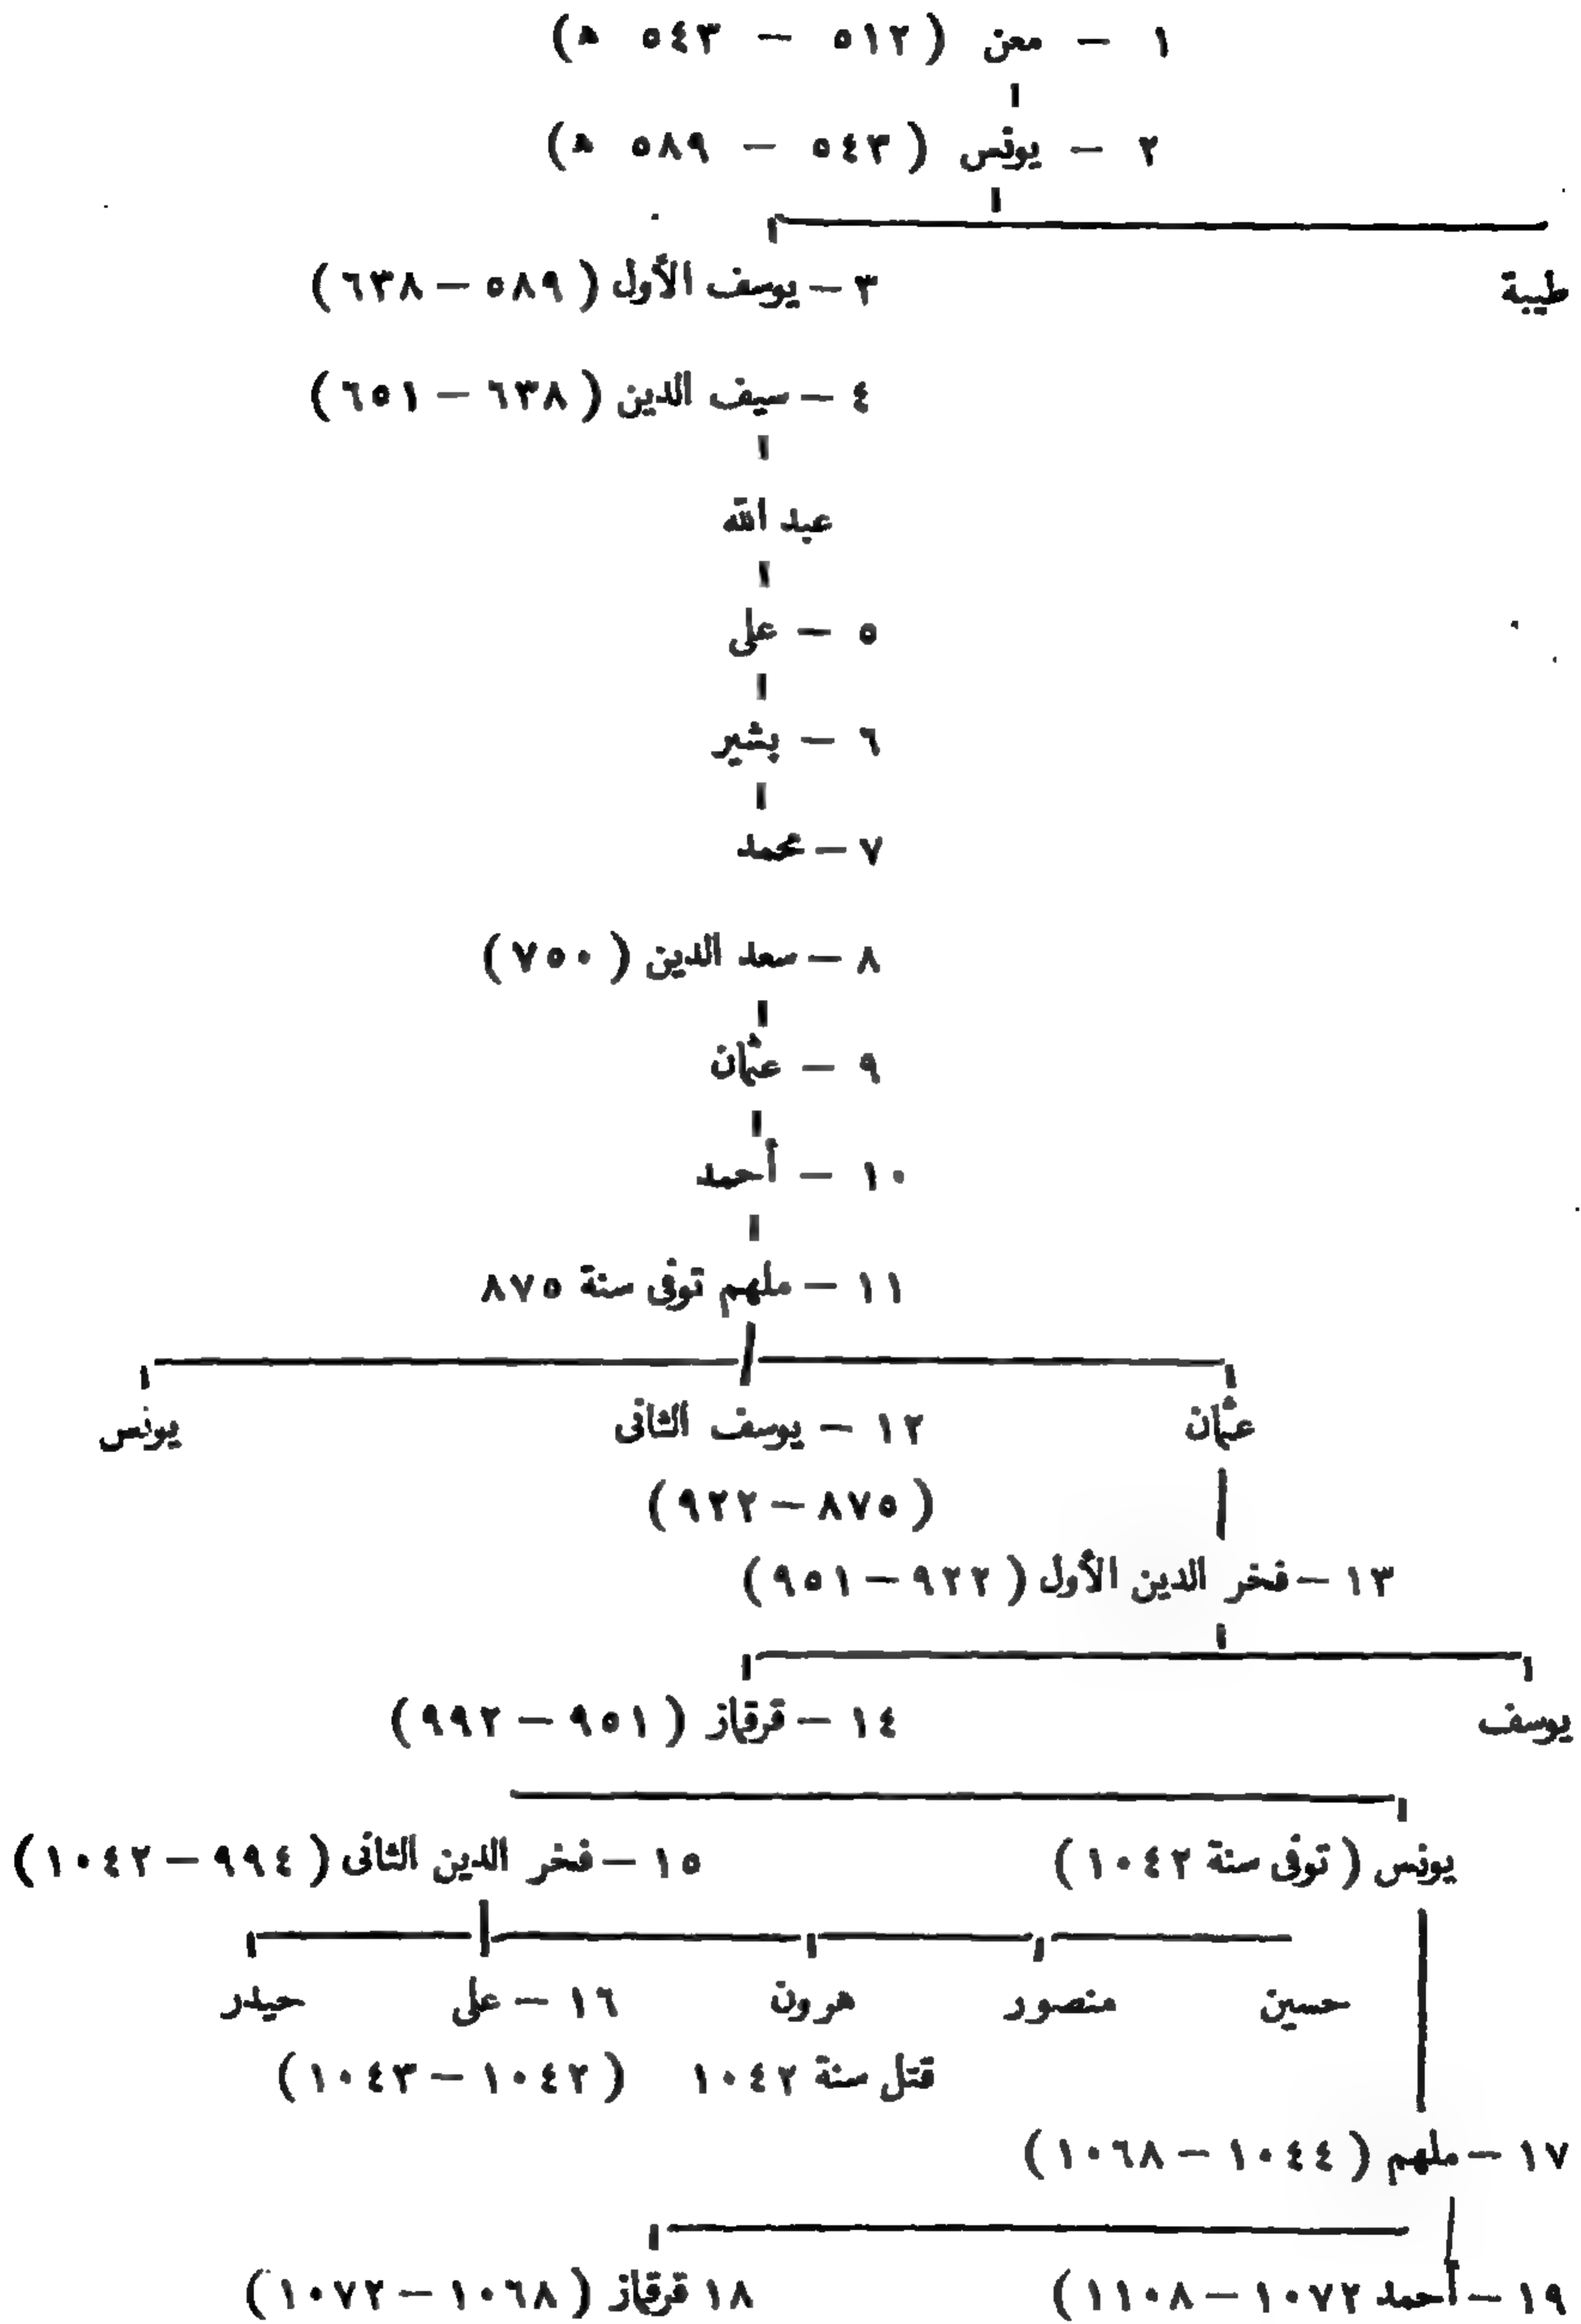 ١ – معن (٥١٢ – ٥٤٣ ھ)
٢ – يونس (٥٤٣ – ٥٨٩ ھ)
طيبة
٣ – يوسف الأول (٥٨٩ – ٦٣٨)
٤ – سيف الدين (٦٣٨ – ٦٥١)
عبد الله
٥ – على
٦ – بشير
٧ – محمد
٨ – سعد الدين (٧٥٠)
٩ – عثمان
١٠ – أحمد
١١ – ملهم توفى سنة ٨٧٥
عثمان ١٢ – يوسف الثانى يونس
(٨٧٥ – ٩٢٢)
١٣ – فخر الدين الأول (٩٢٢ – ٩٥١)
يوسف ١٤ – قرقماز (٩٥١ – ٩٩٢)
يونس (توفى سنة ١٠٤٢) ١٥ – فخر الدين الثانى (٩٩٤ – ١٠٤٢)
حسين منصور هرون ١٦ – على حيدر
قتل سنة ١٠٤٢ (١٠٤٢ – ١٠٤٣)
١٧ – ملهم (١٠٤٤ – ١٠٦٨)
١٩ – أحمد ١٠٧٢ – ١١٠٨) ١٨ قرقماز (١٠٦٨ – ١٠٧٢)